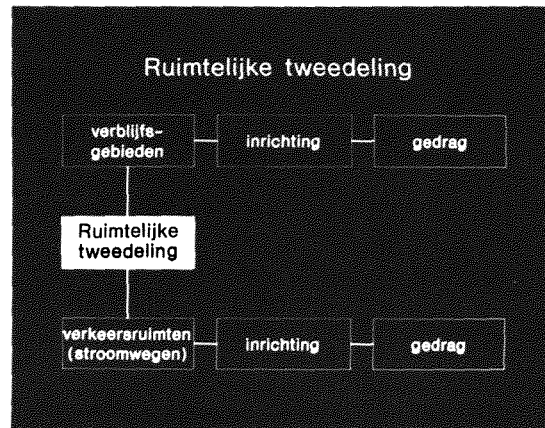 Ruimtelijke tweedeling
verblijfs-
gebieden
inrichting
gedrag
Ruimtelijke
tweedeling
verkeersruimten
(stroomwegen)
inrichting
gedrag